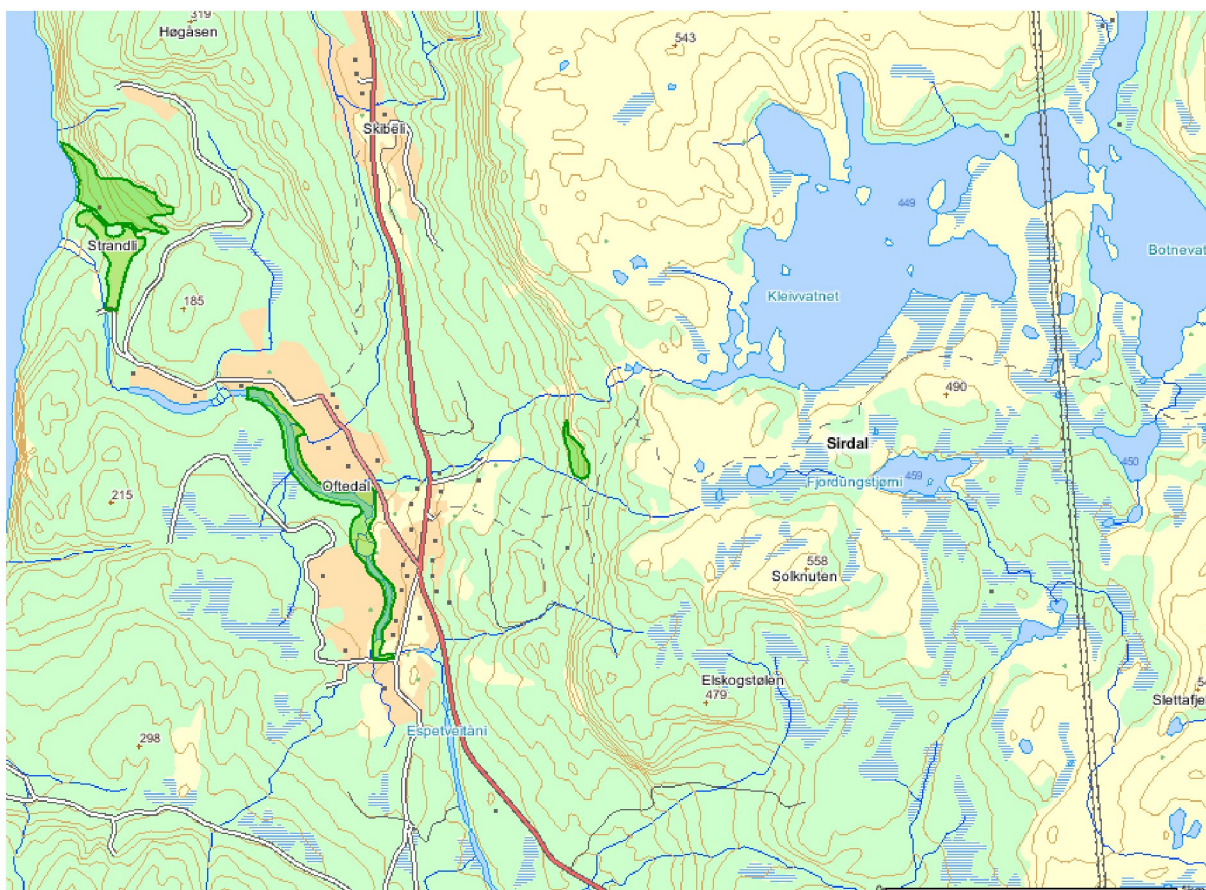 319
Høgåsen
543
Skibeli
449
Strandli
Botnevat
185
Kleivvatnet
490
Sirdal
450
Oftedal
Fjordungstjørni
459
215
558
Solknuten
Elskogstølen
479
Slettafje
Espetveitåni
298